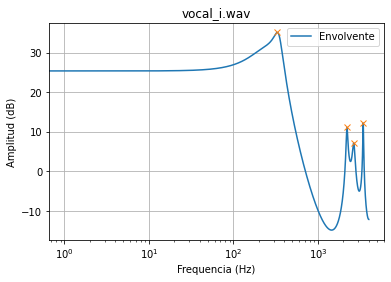 vocal_i.wav
Envolvente
Amplitud (dB)
30
20
10
0
−10
10⁰
10¹
10²
10³
Frequencia (Hz)